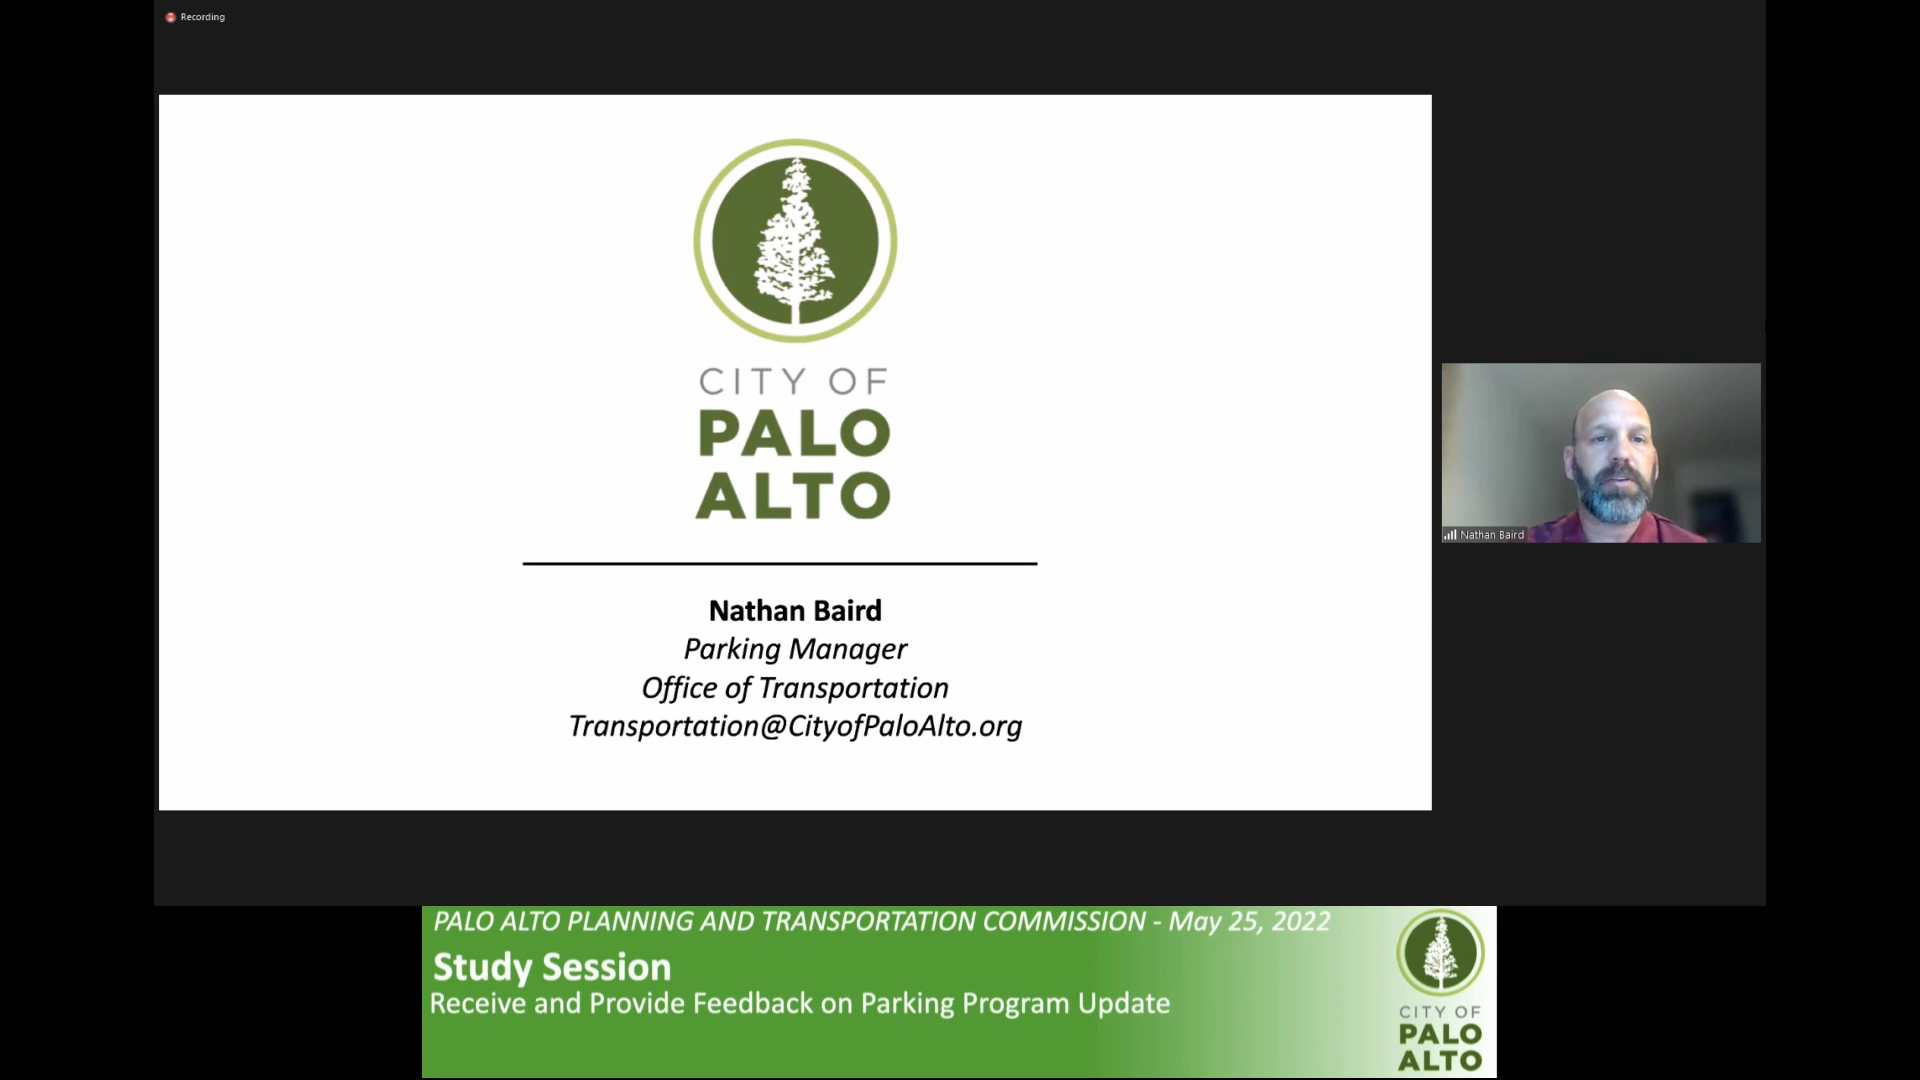 Recording
CITY OF
PALO
ALTO
Nathan Baird
Parking Manager
Office of Transportation
Transportation@CityofPaloAlto.org
Nathan Baird
PALO ALTO PLANNING AND TRANSPORTATION COMMISSION - May 25, 2022
Study Session
Receive and Provide Feedback on Parking Program Update
CITY OF
PALO
ALTO